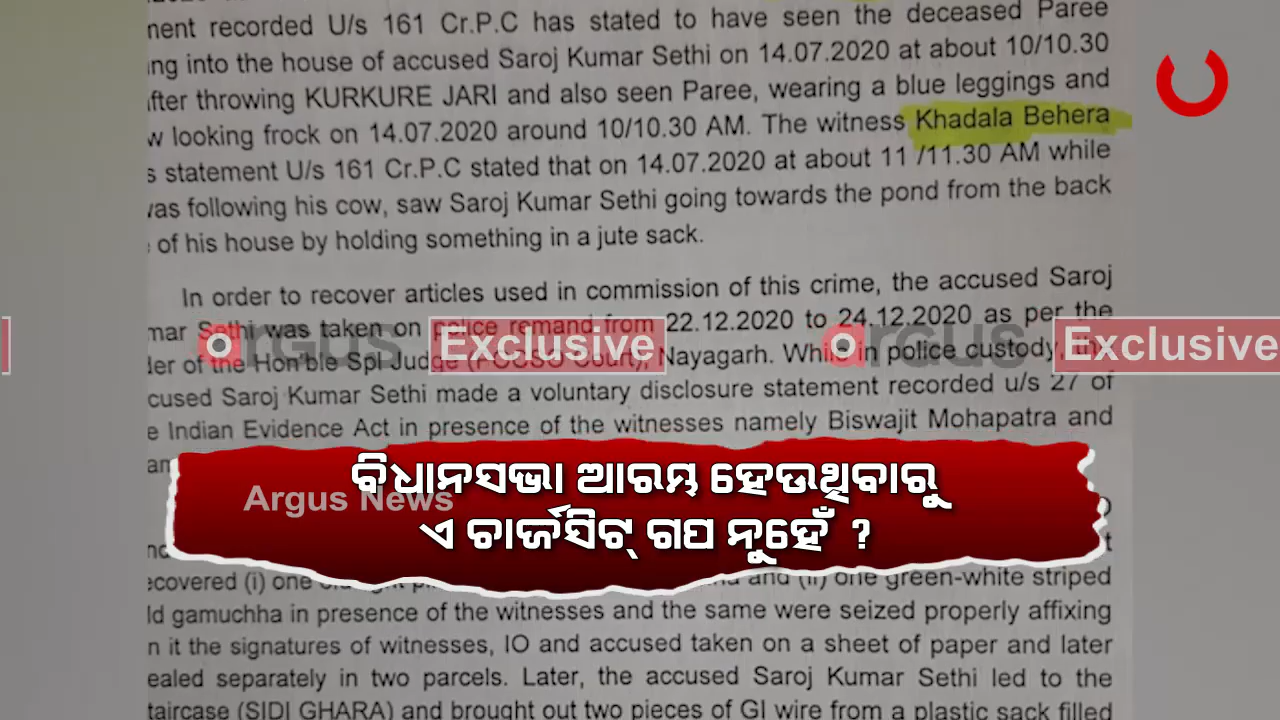 ment recorded U/s 161 Cr.P.C has stated to have seen the deceased Paree
ng into the house of accused Saroj Kumar Sethi on 14.07.2020 at about 10/10.30
after throwing KURKURE JARI and also seen Paree, wearing a blue leggings and
w looking frock on 14.07.2020 around 10/10.30 AM. The witness Khadala Behera
s statement U/s 161 Cr.P.C stated that on 14.07.2020 at about 11 /11.30 AM while
was following his cow, saw Saroj Kumar Sethi going towards the pond from the back
of his house by holding something in a jute sack.
In order to recover articles used in commission of this crime, the accused Saroj
mar Sethi was taken on police remand from 22.12.2020 to 24.12.2020 as per the
der of the Hon'ble Spl Judge (POCSO Court), Nayagarh. While in police custody, the
ccused Saroj Kumar Sethi made a voluntary disclosure statement recorded u/s 27 of
e Indian Evidence Act in presence of the witnesses namely Biswajit Mohapatra and
argus Exclusive
argus Exclusive
Argus News
ବିଧାନସଭା ଆରମ୍ଭ ହେଉଥିବାରୁ
ଏ ଚାର୍ଜସିଟ୍ ଗପ ନୁହେଁ ?
ecovered (i) one and (ii) one green-white striped
ld gamuchha in presence of the witnesses and the same were seized properly affixing
n it the signatures of witnesses, IO and accused taken on a sheet of paper and later
ealed separately in two parcels. Later, the accused Saroj Kumar Sethi led to the
taircase (SIDI GHARA) and brought out two pieces of GI wire from a plastic sack filled